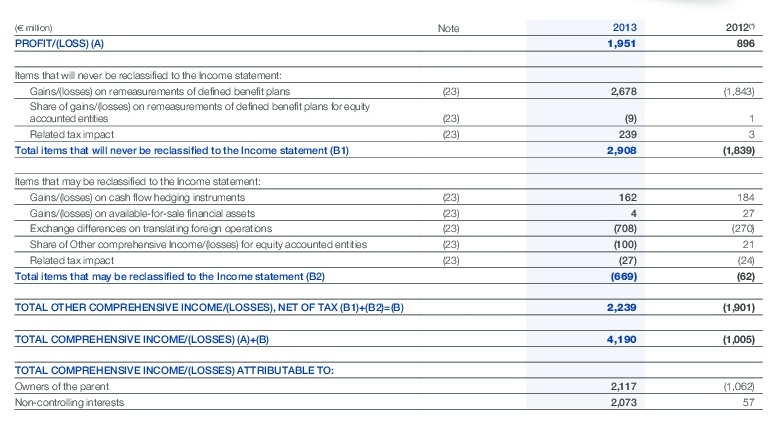 (€ million) Note 2013 2012(*)
PROFIT/(LOSS) (A) 1,951 896
Items that will never be reclassified to the Income statement:
Gains/(losses) on remeasurements of defined benefit plans (23) 2,678 (1,843)
Share of gains/(losses) on remeasurements of defined benefit plans for equity
accounted entities (23) (9) 1
Related tax impact (23) 239 3
Total items that will never be reclassified to the Income statement (B1) 2,908 (1,839)
Items that may be reclassified to the Income statement:
Gains/(losses) on cash flow hedging instruments (23) 162 184
Gains/(losses) on available-for-sale financial assets (23) 4 27
Exchange differences on translating foreign operations (23) (708) (270)
Share of Other comprehensive Income/(losses) for equity accounted entities (23) (100) 21
Related tax impact (23) (27) (24)
Total items that may be reclassified to the Income statement (B2) (669) (62)
TOTAL OTHER COMPREHENSIVE INCOME/(LOSSES), NET OF TAX (B1)+(B2)=(B) 2,239 (1,901)
TOTAL COMPREHENSIVE INCOME/(LOSSES) (A)+(B) 4,190 (1,005)
TOTAL COMPREHENSIVE INCOME/(LOSSES) ATTRIBUTABLE TO:
Owners of the parent 2,117 (1,062)
Non-controlling interests 2,073 57